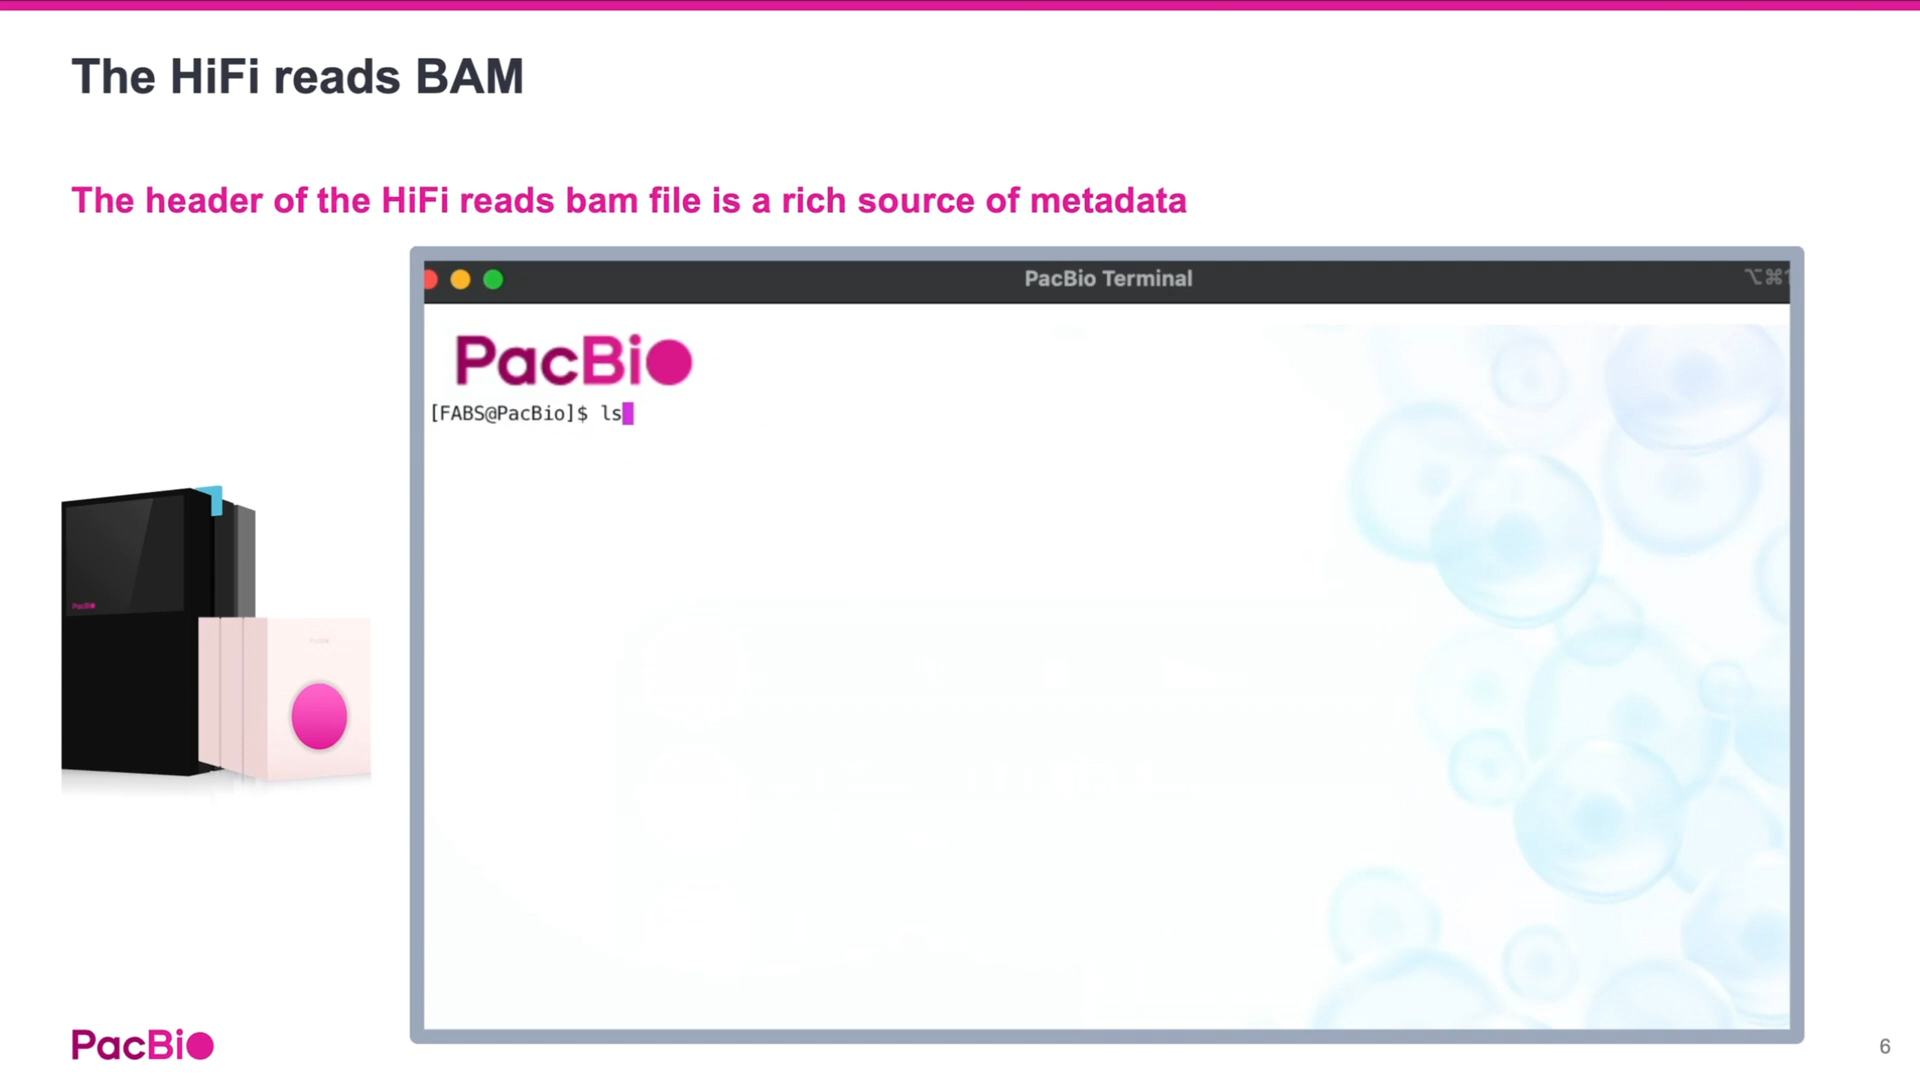 The HiFi reads BAM
The header of the HiFi reads bam file is a rich source of metadata
PacBio Terminal
PacBio
[FABS@PacBio]$ ls
PacBio
PacBio
6